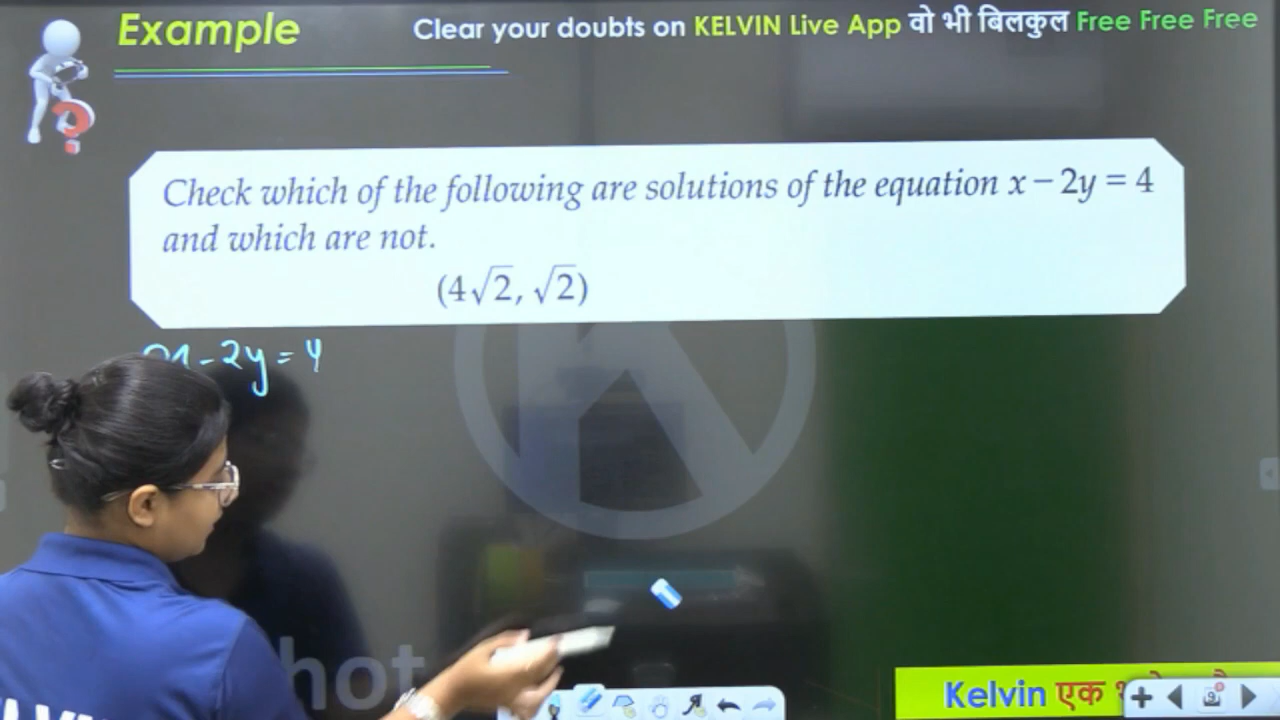 Example
Clear your doubts on KELVIN Live App वो भी बिलकुल Free Free Free
Check which of the following are solutions of the equation x − 2y = 4
and which are not.
(4√2, √2)
x - 2y = 4
hot
Kelvin एक